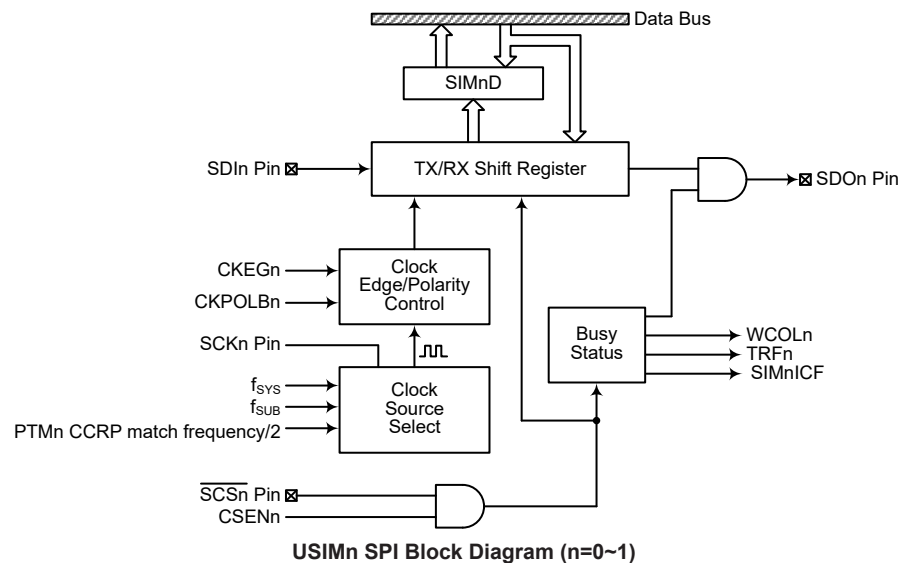 Data Bus
SIMnD
SDIn Pin
TX/RX Shift Register
SDOn Pin
CKEGn
CKPOLBn
Clock
Edge/Polarity
Control
SCKn Pin
Busy
Status
WCOLn
TRFn
SIMnICF
fSYS
fSUB
PTMn CCRP match frequency/2
Clock
Source
Select
SCSn Pin
CSENn
USIMn SPI Block Diagram (n=0~1)